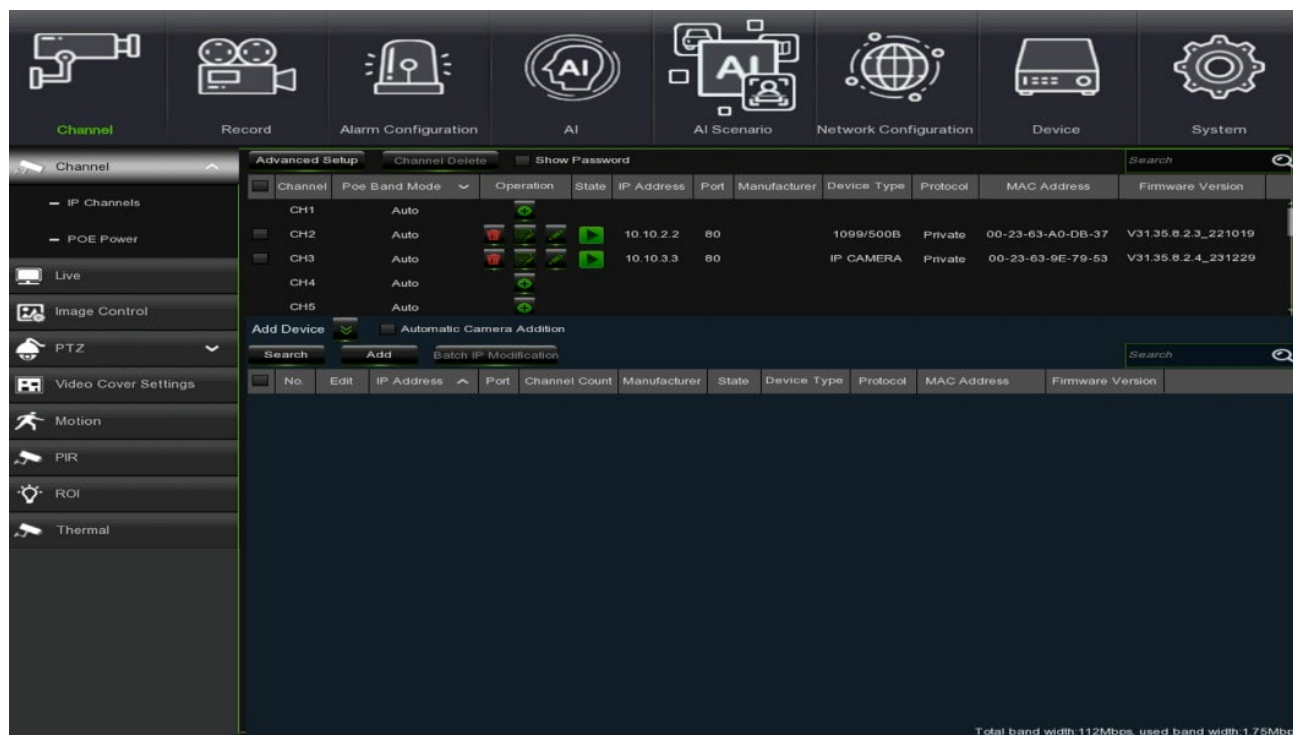 AI
AI
Channel Record Alarm Configuration AI AI Scenario Network Configuration Device System
Channel
IP Channels
POE Power
Live
Image Control
PTZ
Video Cover Settings
Motion
PIR
ROI
Thermal
Advanced Setup Channel Delete Show Password Search
Channel Poe Band Mode Operation State IP Address Port Manufacturer Device Type Protocol MAC Address Firmware Version
CH1 Auto
CH2 Auto 10.10.2.2 80 1099/500B Private 00-23-63-A0-DB-37 V31.35.8.2.3_221019
CH3 Auto 10.10.3.3 80 IP CAMERA Private 00-23-63-9E-79-53 V31.35.8.2.4_231229
CH4 Auto
CH5 Auto
Add Device Automatic Camera Addition
Search Add Batch IP Modification Search
No. Edit IP Address Port Channel Count Manufacturer State Device Type Protocol MAC Address Firmware Version
Total band width:112Mbps, used band width:1.75Mbp